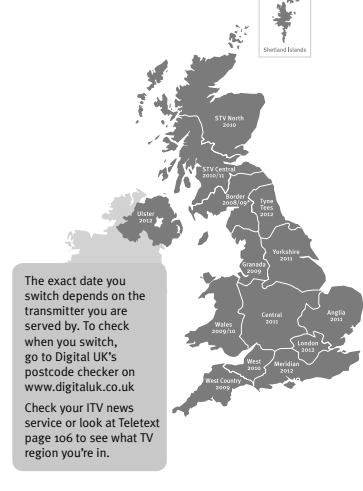 Shetland Islands
STV North
2010
STV Central
2010/11
Border
2008/09
Tyne
Tees
2012
Ulster
2012
Granada
2009
Yorkshire
2011
Wales
2009/10
Central
2011
Anglia
2011
London
2012
West
2010
Meridian
2012
West Country
2009
The exact date you
switch depends on the
transmitter you are
served by. To check
when you switch,
go to Digital UK's
postcode checker on
www.digitaluk.co.uk
Check your ITV news
service or look at Teletext
page 106 to see what TV
region you're in.